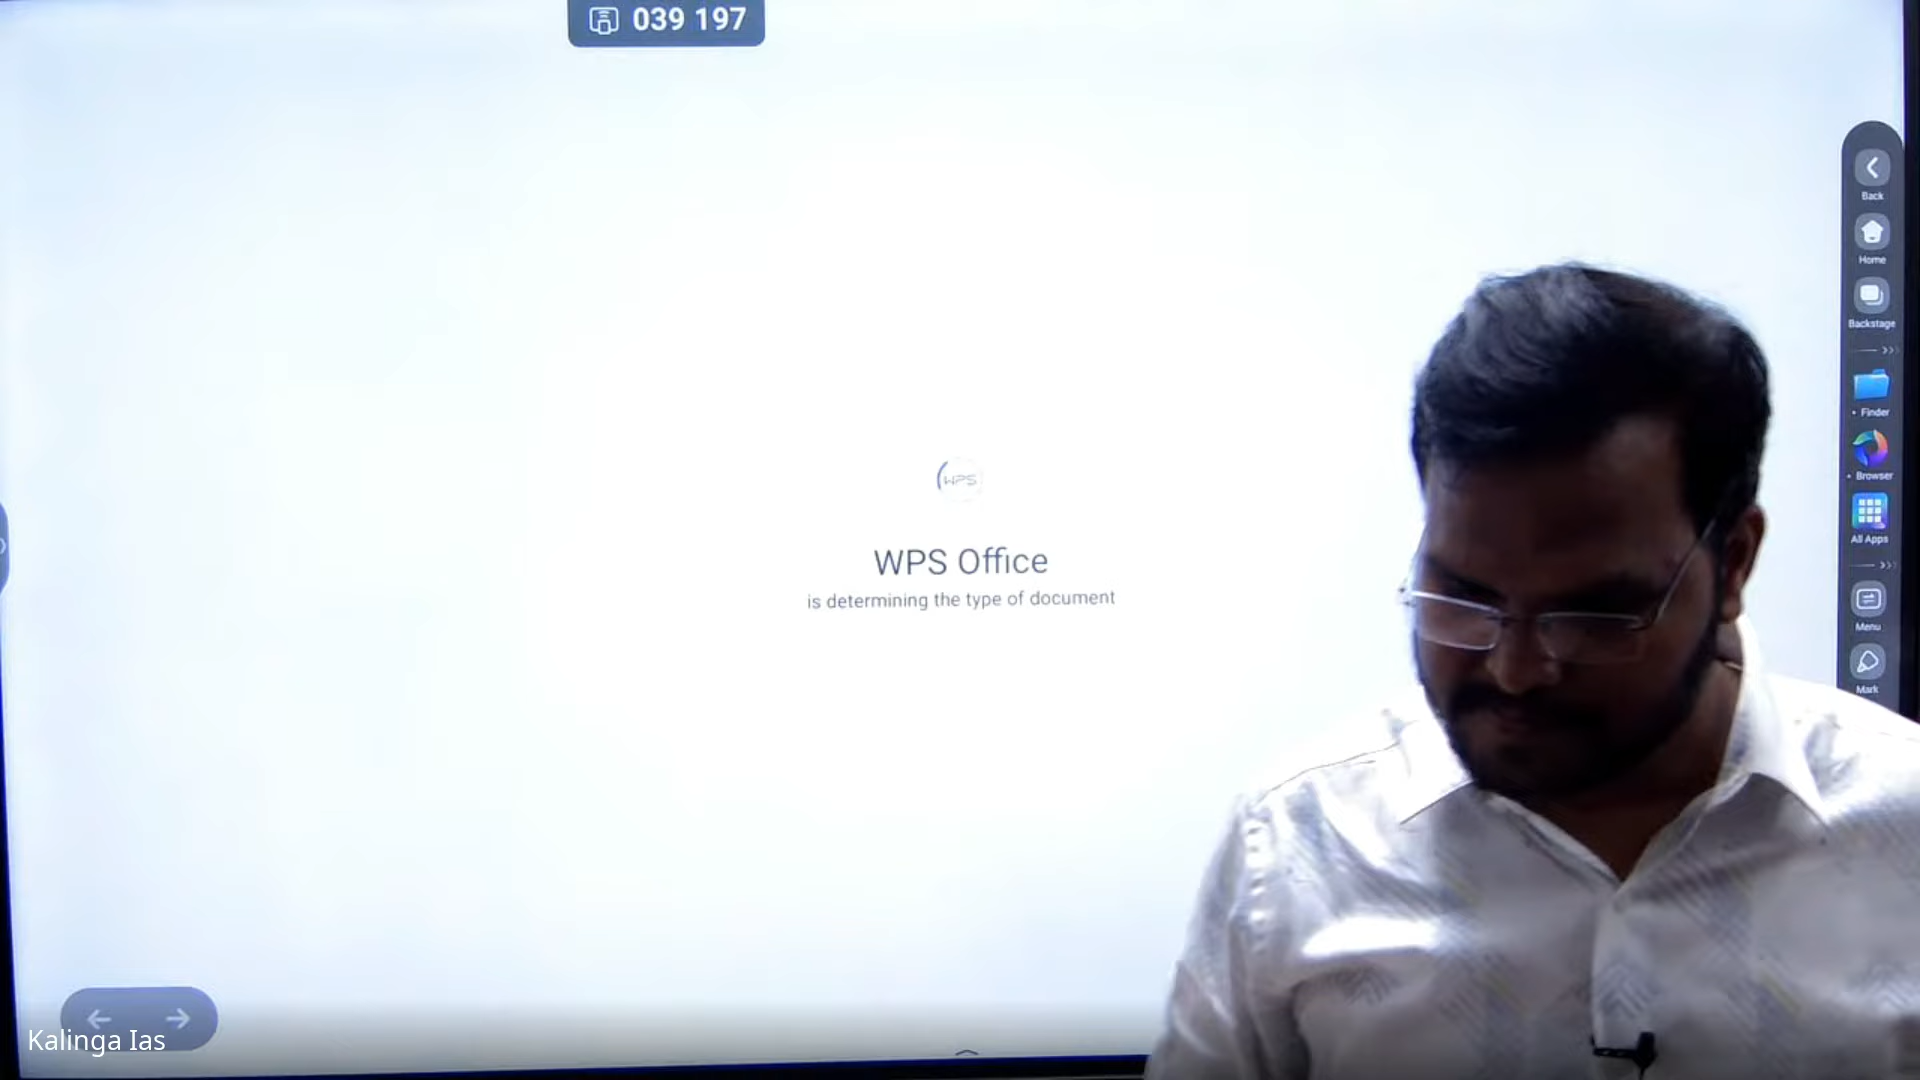 039 197
Back
Home
Backstage
Finder
Browser
All Apps
WPS
WPS Office
is determining the type of document
Menu
Mark
Kalinga Ias